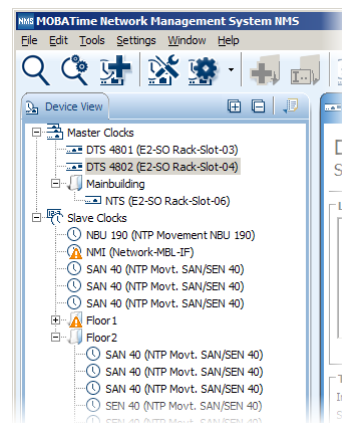 NMS MOBATime Network Management System NMS
File Edit Tools Settings Window Help
Device View
Master Clocks
DTS 4801 (E2-SO Rack-Slot-03)
DTS 4802 (E2-SO Rack-Slot-04)
Mainbuilding
NTS (E2-SO Rack-Slot-06)
Slave Clocks
NBU 190 (NTP Movement NBU 190)
NMI (Network-MBL-IF)
SAN 40 (NTP Movt. SAN/SEN 40)
SAN 40 (NTP Movt. SAN/SEN 40)
SAN 40 (NTP Movt. SAN/SEN 40)
Floor1
Floor2
SAN 40 (NTP Movt. SAN/SEN 40)
SAN 40 (NTP Movt. SAN/SEN 40)
SAN 40 (NTP Movt. SAN/SEN 40)
SEN 40 (NTP Movt. SAN/SEN 40)